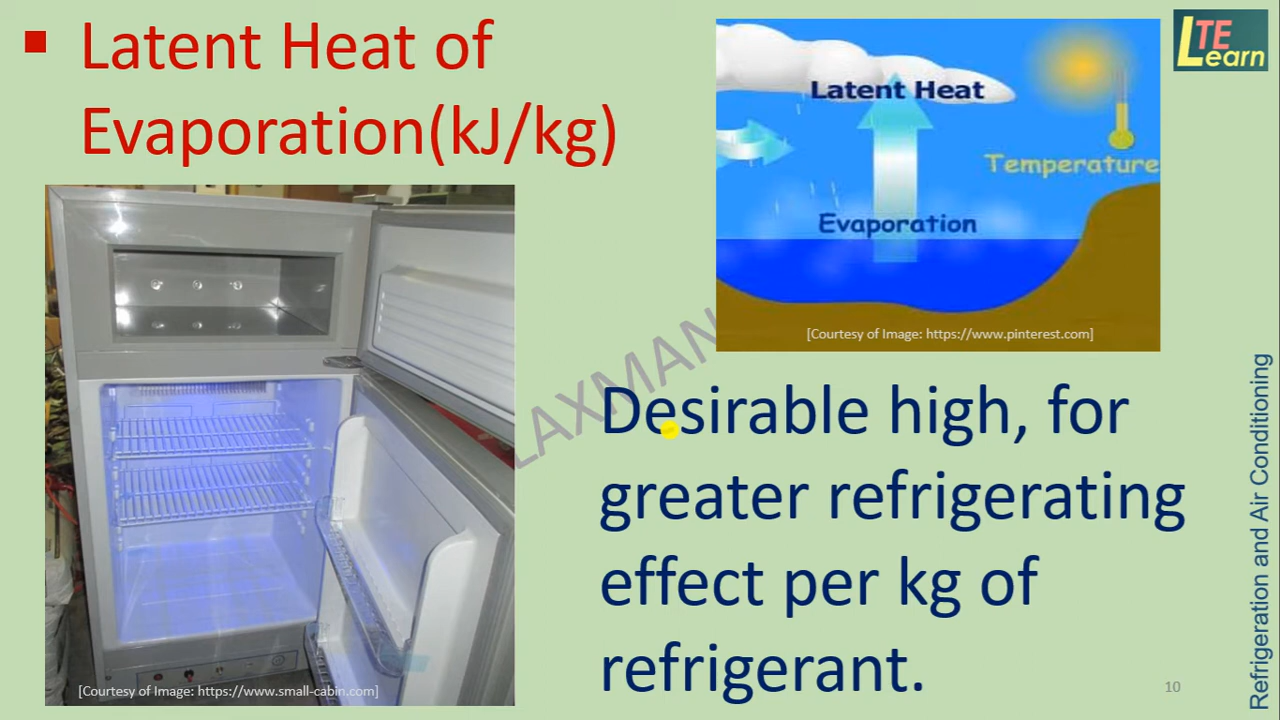 ▪ Latent Heat of
Evaporation(kJ/kg)
LTE
Learn
Latent Heat
Temperature
Evaporation
[Courtesy of Image: https://www.pinterest.com]
LAXMAN
Desirable high, for
greater refrigerating
effect per kg of
refrigerant.
[Courtesy of Image: https://www.small-cabin.com]
10
Refrigeration and Air Conditioning